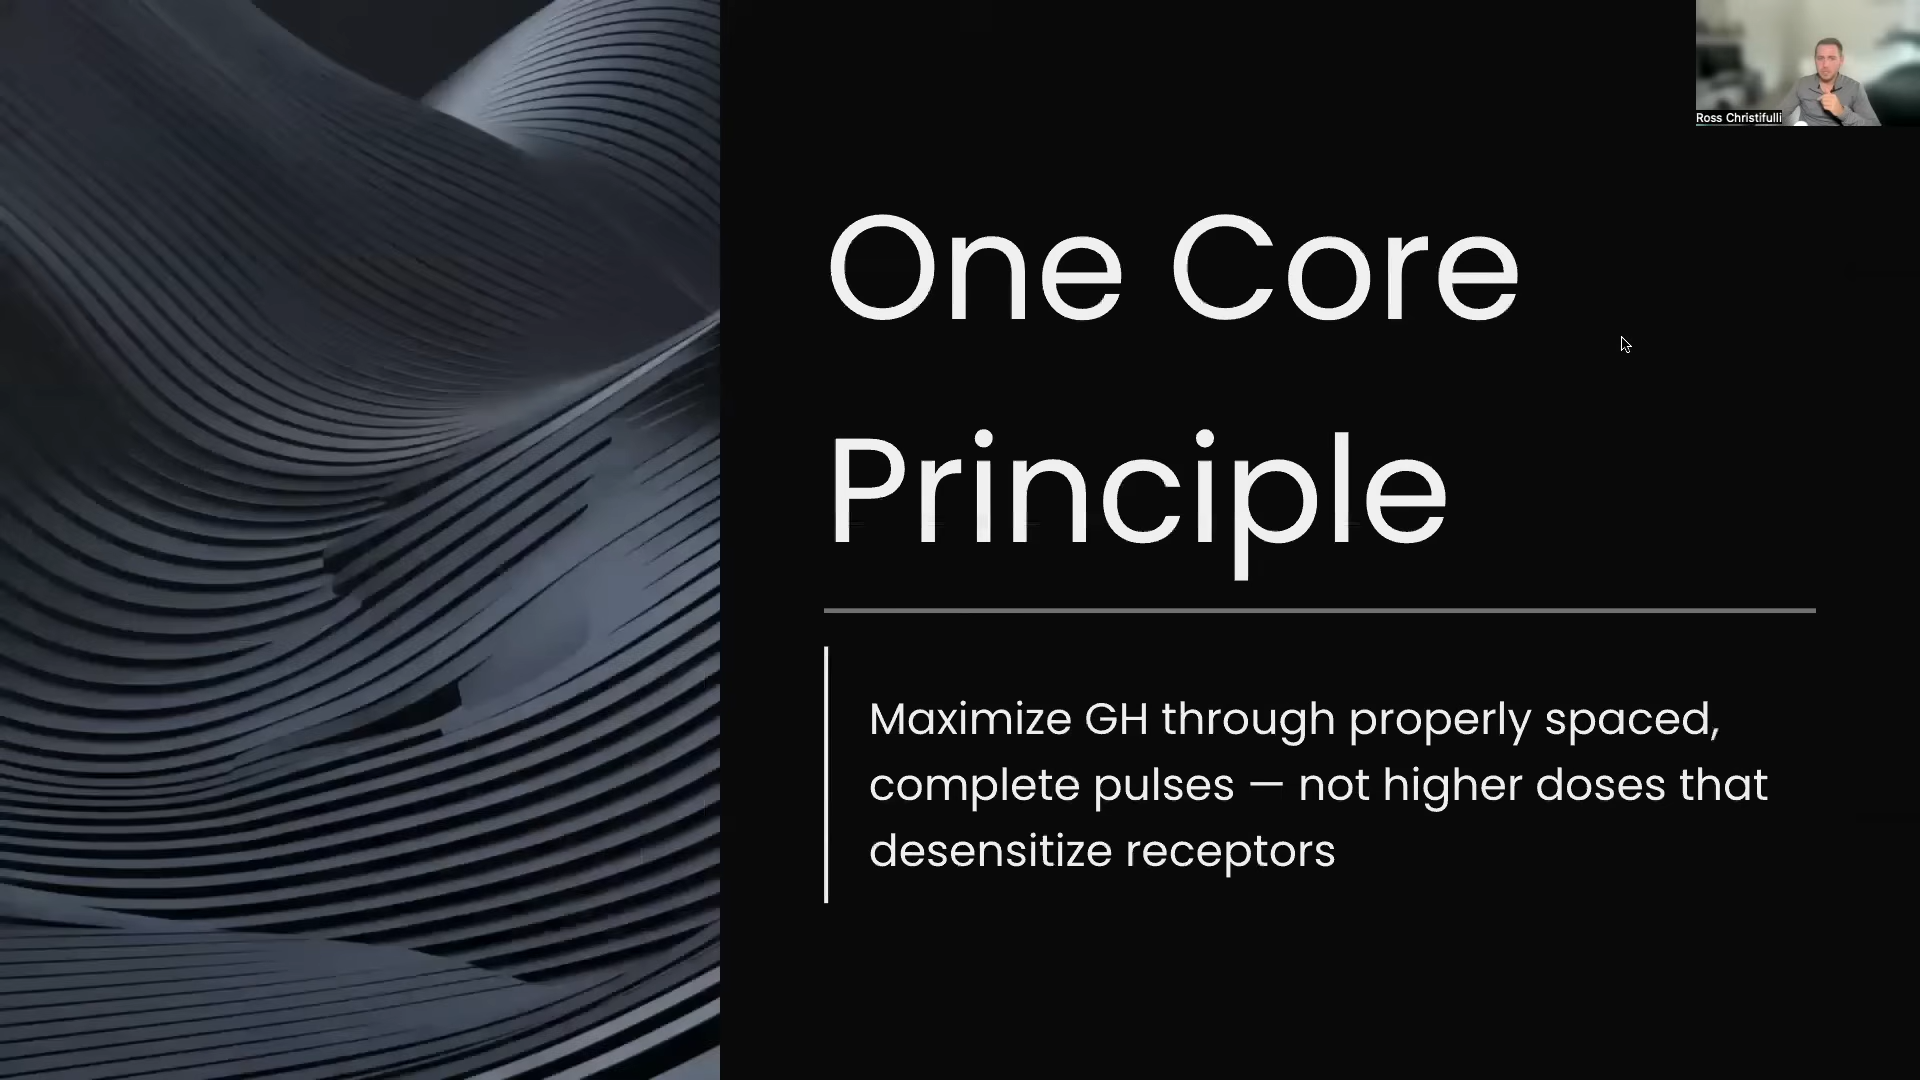 Ross Christifulli
One Core
Principle
Maximize GH through properly spaced,
complete pulses — not higher doses that
desensitize receptors